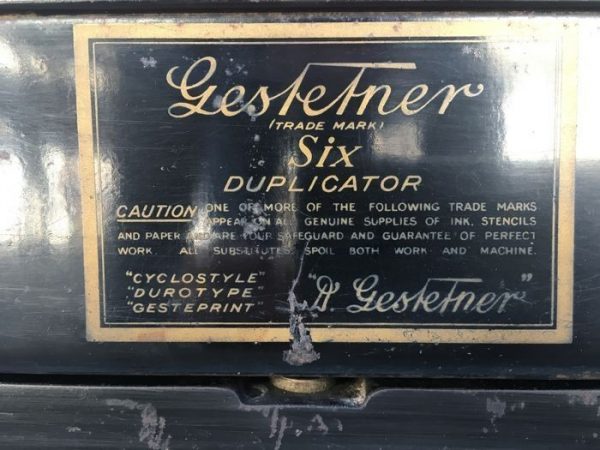 Gestetner
(TRADE MARK)
Six
DUPLICATOR
CAUTION ONE OR MORE OF THE FOLLOWING TRADE MARKS
APPEAR ON ALL GENUINE SUPPLIES OF INK, STENCILS
AND PAPER AND ARE YOUR SAFEGUARD AND GUARANTEE OF PERFECT
WORK. ALL SUBSTITUTES SPOIL BOTH WORK AND MACHINE.
"CYCLOSTYLE"
"DUROTYPE"
"GESTEPRINT"
"D. Gestetner"